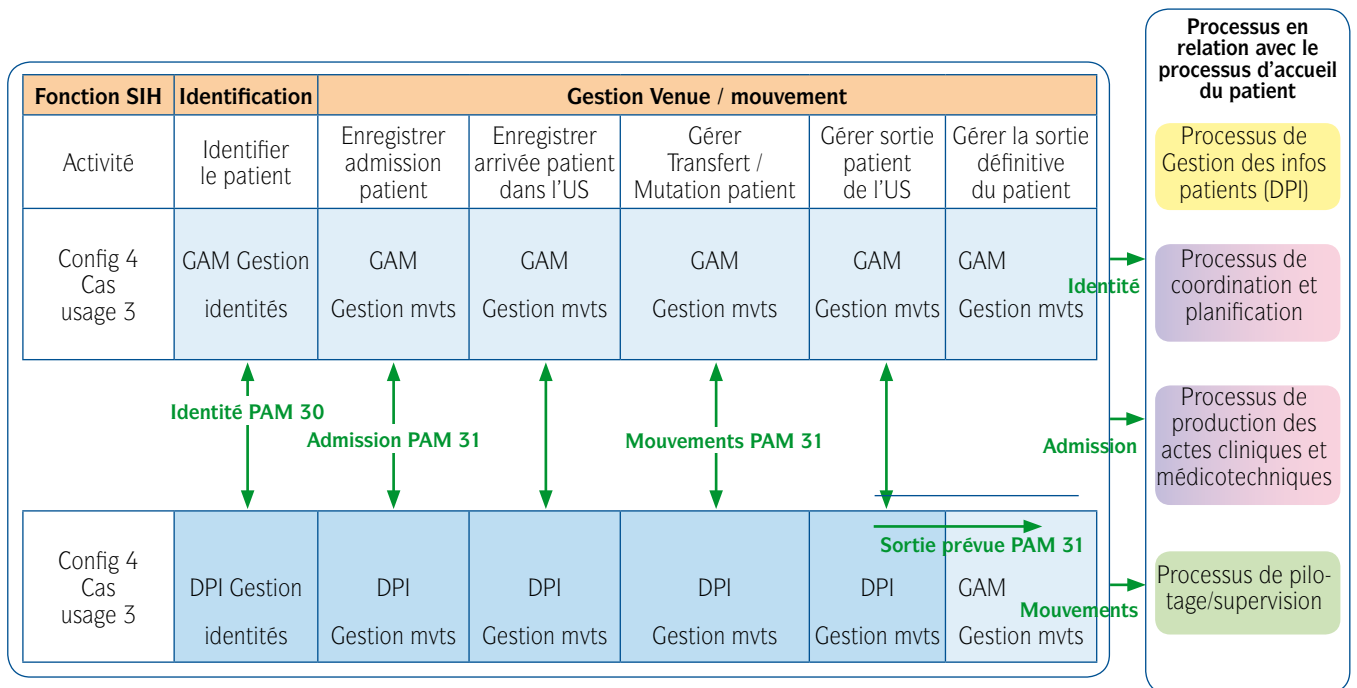 Processus en
relation avec le
processus d'accueil
du patient
Fonction SIH
Identification
Gestion Venue / mouvement
Activité
Identifier
le patient
Enregistrer
admission
patient
Enregistrer
arrivée patient
dans l'US
Gérer
Transfert /
Mutation patient
Gérer sortie
patient
de l'US
Gérer la sortie
définitive
du patient
Config 4
Cas
usage 3
GAM Gestion
identités
GAM
Gestion mvts
GAM
Gestion mvts
GAM
Gestion mvts
GAM
Gestion mvts
GAM
Gestion mvts
Identité PAM 30
Admission PAM 31
Mouvements PAM 31
Sortie prévue PAM 31
Config 4
Cas
usage 3
DPI Gestion
identités
DPI
Gestion mvts
DPI
Gestion mvts
DPI
Gestion mvts
DPI
Gestion mvts
GAM
Gestion mvts
Identité
Admission
Mouvements
Processus de
Gestion des infos
patients (DPI)
Processus de
coordination et
planification
Processus de
production des
actes cliniques et
médicotechniques
Processus de pilo-
tage/supervision